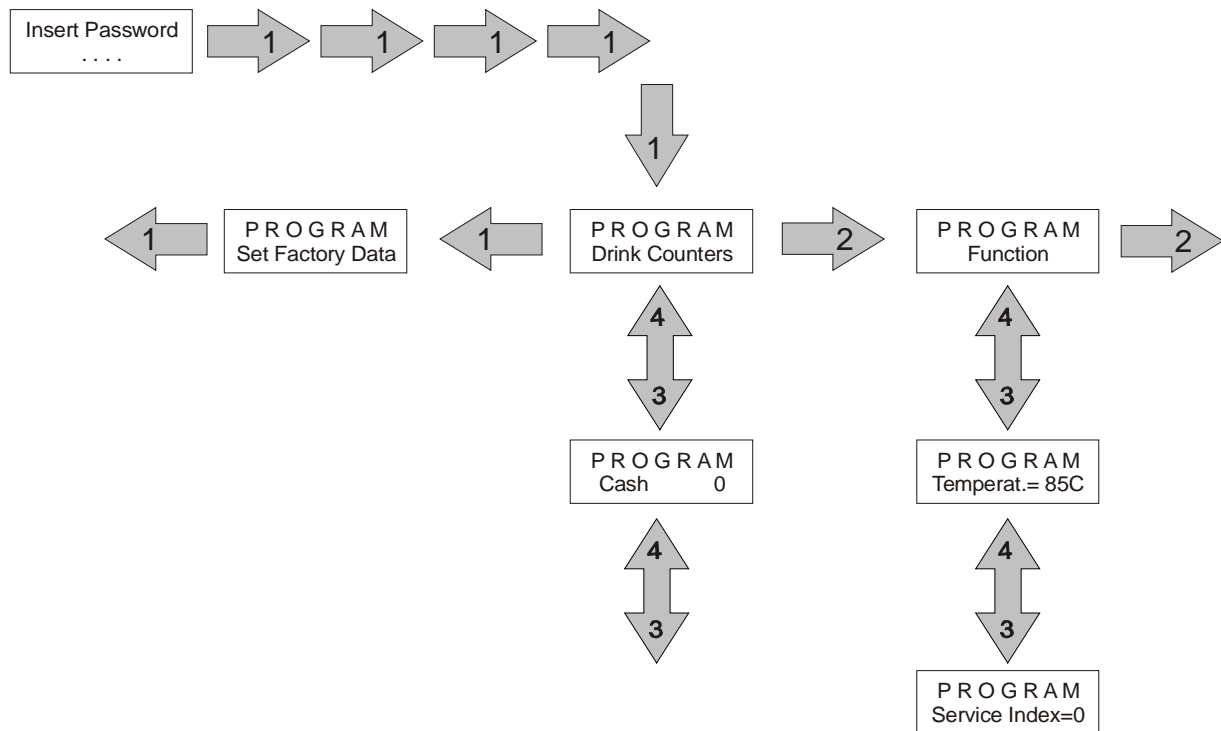 Insert Password
. . . .
1 1 1 1
1
1
P R O G R A M
Set Factory Data
1
P R O G R A M
Drink Counters
2
P R O G R A M
Function
2
4
3
4
3
P R O G R A M
Cash 0
P R O G R A M
Temperat.= 85C
4
3
4
3
P R O G R A M
Service Index=0